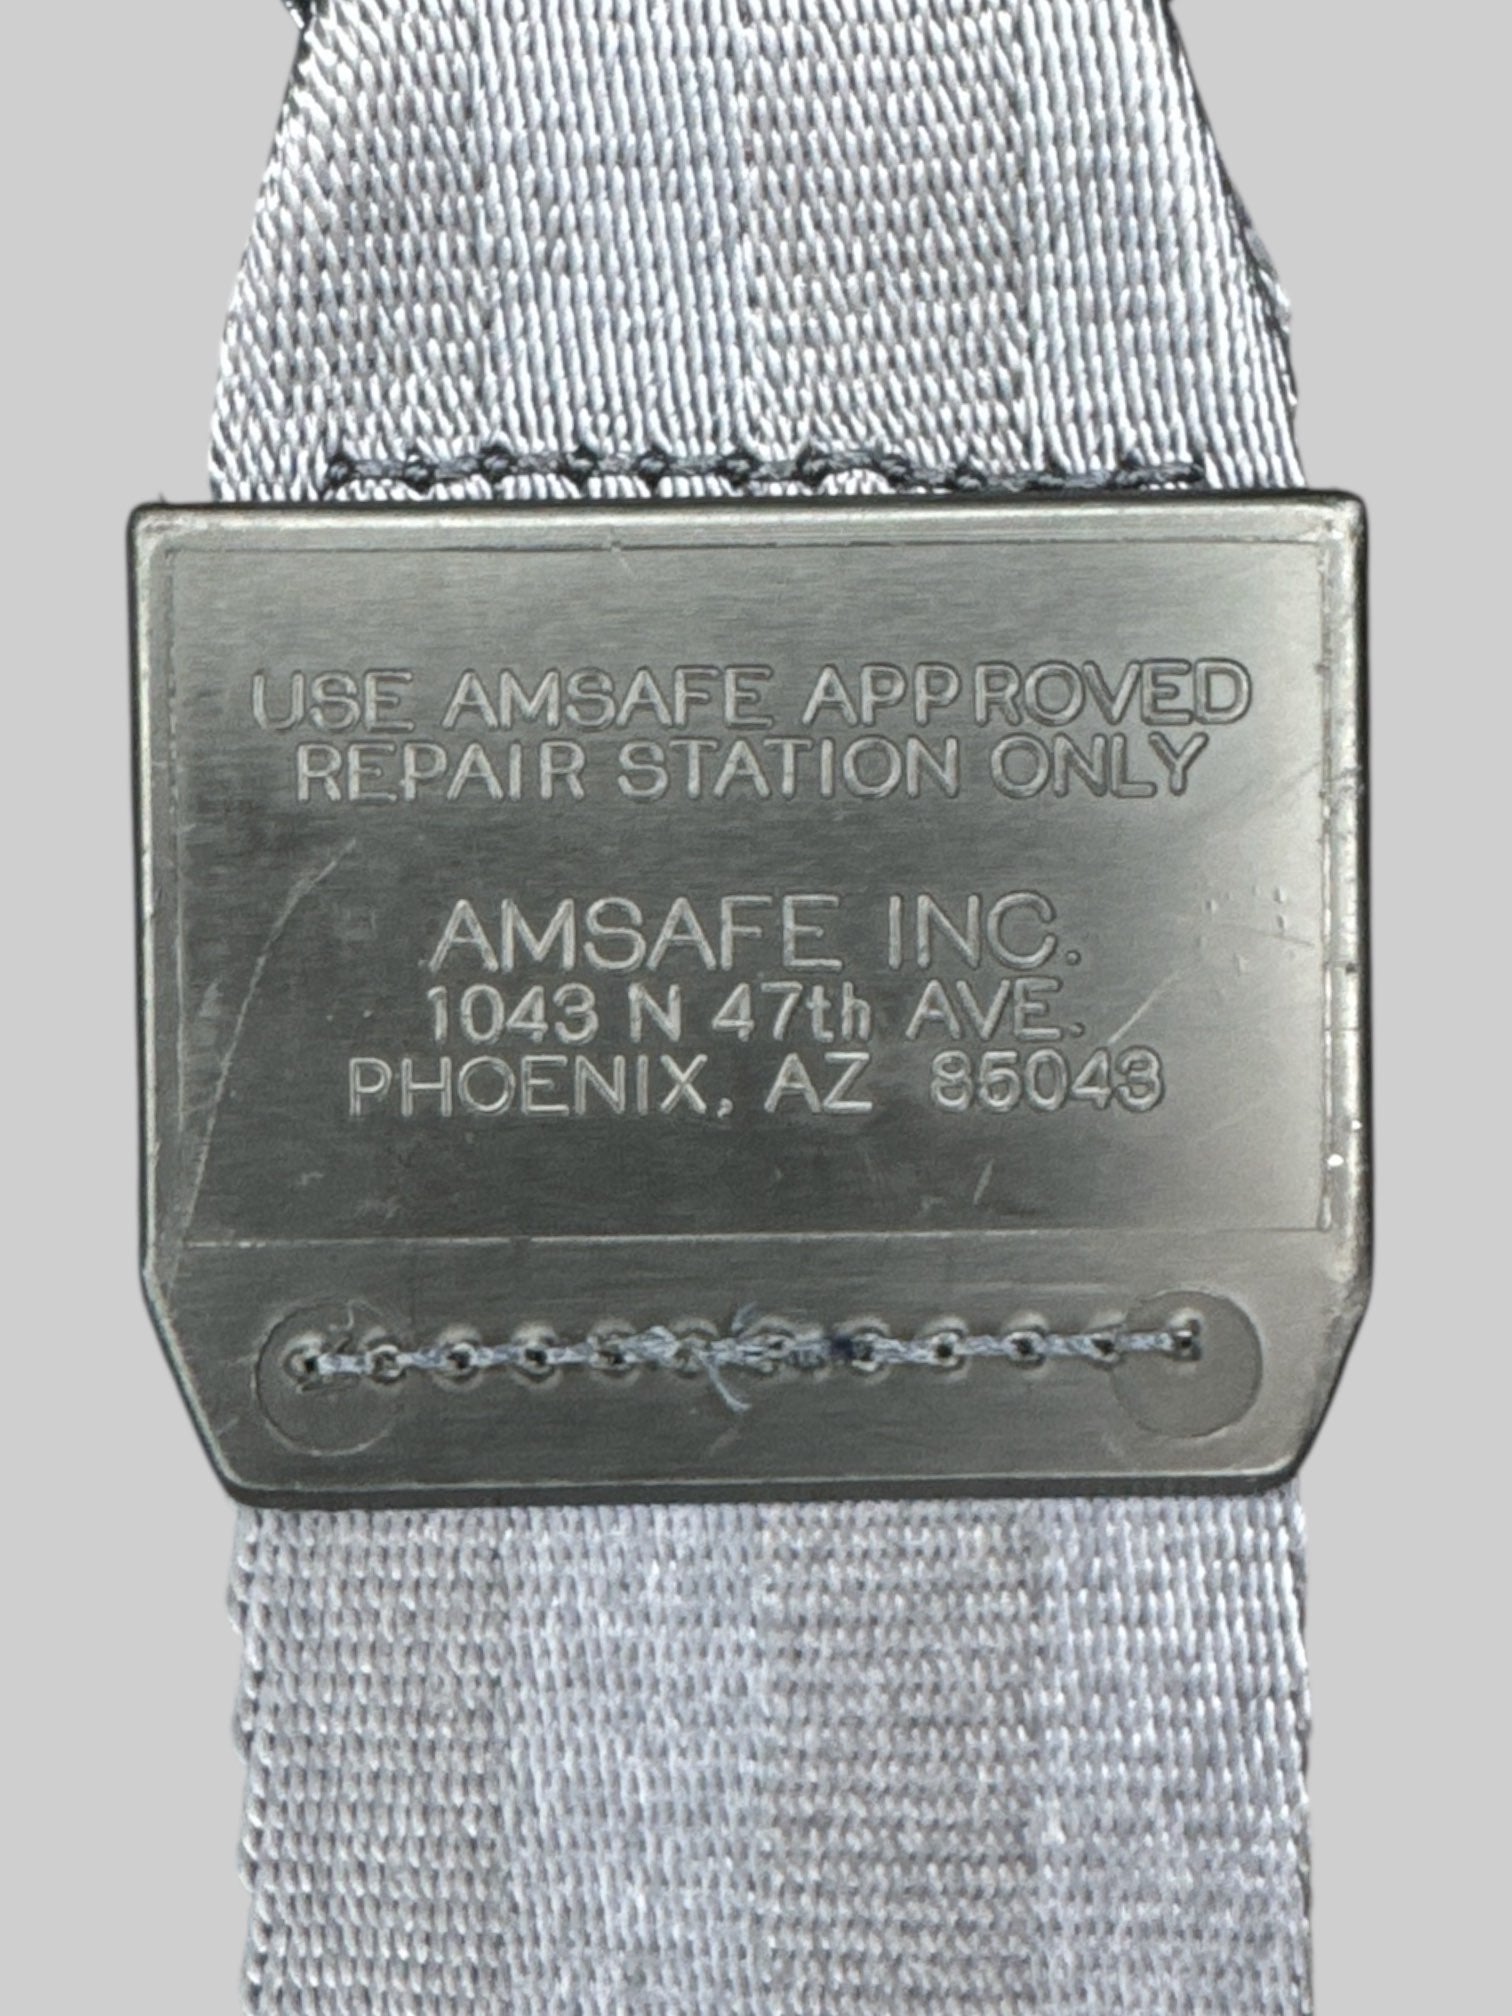 USE AMSAFE APPROVED
REPAIR STATION ONLY
AMSAFE INC.
1043 N 47th AVE.
PHOENIX, AZ 85043